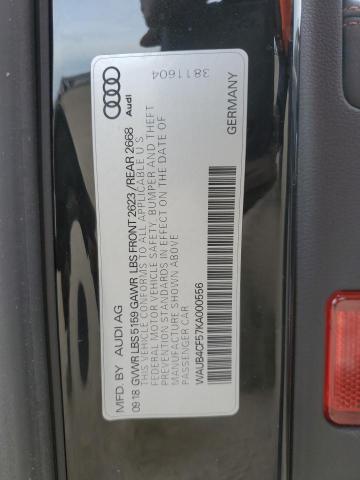 MFD. BY AUDI AG
Audi
09 18 GVWR LBS 5159 GAWR LBS FRONT 2623 / REAR 2668
THIS VEHICLE CONFORMS TO ALL APPLICABLE U S
FEDERAL MOTOR VEHICLE SAFETY, BUMPER AND THEFT
PREVENTION STANDARDS IN EFFECT ON THE DATE OF
MANUFACTURE SHOWN ABOVE
PASSENGER CAR
3811604
WAUB4CF57KA000556
GERMANY